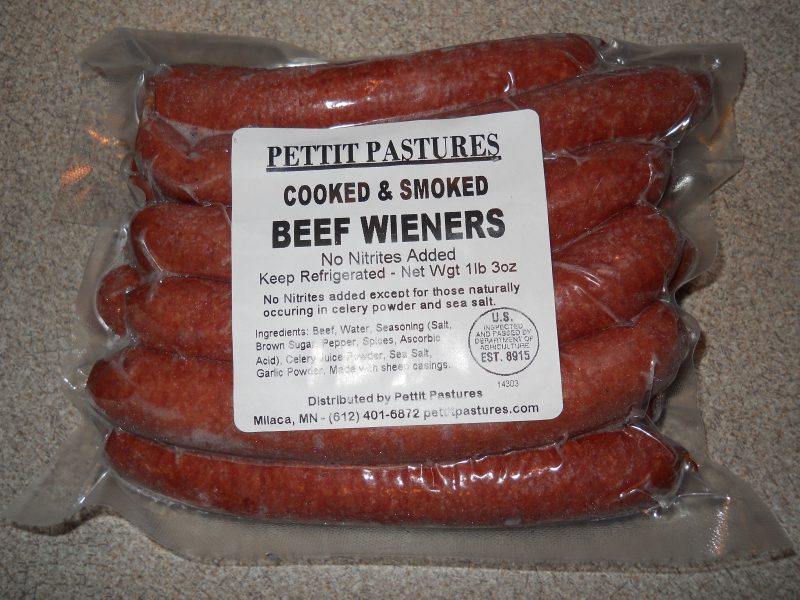 PETTIT PASTURES
COOKED & SMOKED
BEEF WIENERS
No Nitrites Added
Keep Refrigerated - Net Wgt 1lb 3oz
No Nitrites added except for those naturally
occuring in celery powder and sea salt.
Ingredients: Beef, Water, Seasoning (Salt,
Brown Sugar, Pepper, Spices, Ascorbic
Acid), Celery Juice Powder, Sea Salt,
Garlic Powder, Made with sheep casings.
U.S.
INSPECTED
AND PASSED BY
DEPARTMENT OF
AGRICULTURE
EST. 8915
14303
Distributed by Pettit Pastures
Milaca, MN - (612) 401-6872 pettitpastures.com